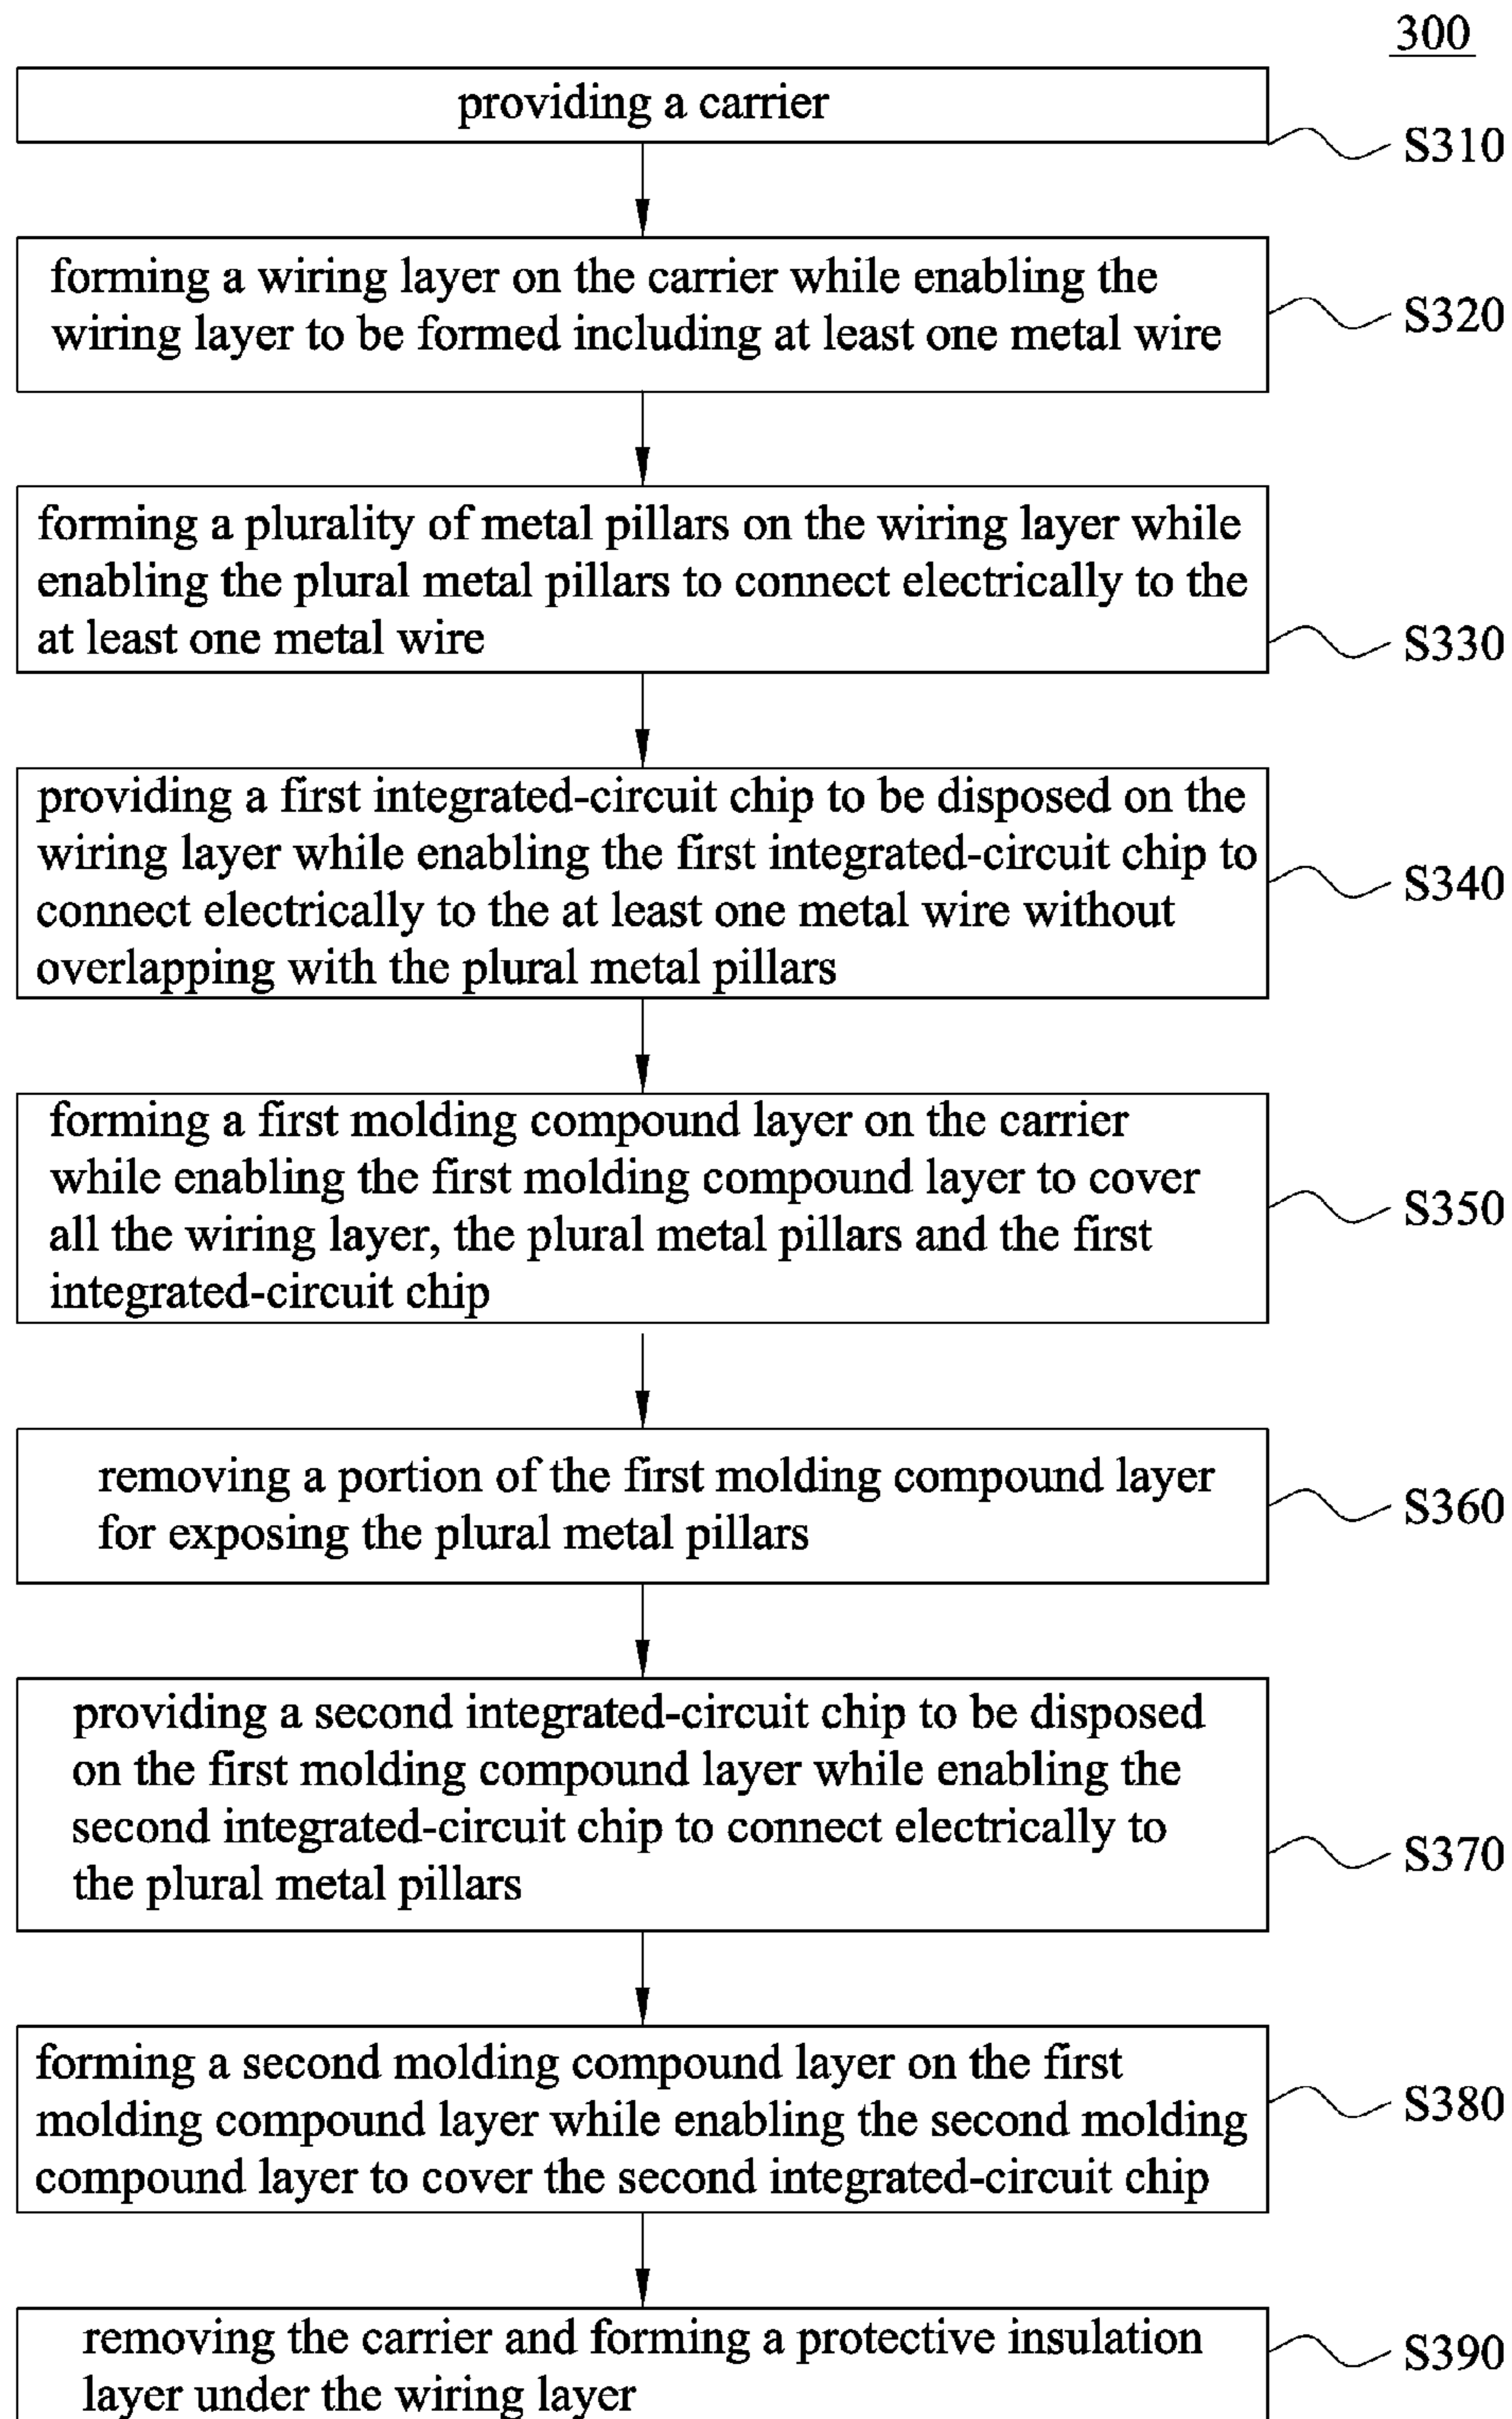 300
providing a carrier
S310
forming a wiring layer on the carrier while enabling the
wiring layer to be formed including at least one metal wire
S320
forming a plurality of metal pillars on the wiring layer while
enabling the plural metal pillars to connect electrically to the
at least one metal wire
S330
providing a first integrated-circuit chip to be disposed on the
wiring layer while enabling the first integrated-circuit chip to
connect electrically to the at least one metal wire without
overlapping with the plural metal pillars
S340
forming a first molding compound layer on the carrier
while enabling the first molding compound layer to cover
all the wiring layer, the plural metal pillars and the first
integrated-circuit chip
S350
removing a portion of the first molding compound layer
for exposing the plural metal pillars
S360
providing a second integrated-circuit chip to be disposed
on the first molding compound layer while enabling the
second integrated-circuit chip to connect electrically to
the plural metal pillars
S370
forming a second molding compound layer on the first
molding compound layer while enabling the second molding
compound layer to cover the second integrated-circuit chip
S380
removing the carrier and forming a protective insulation
layer under the wiring layer
S390